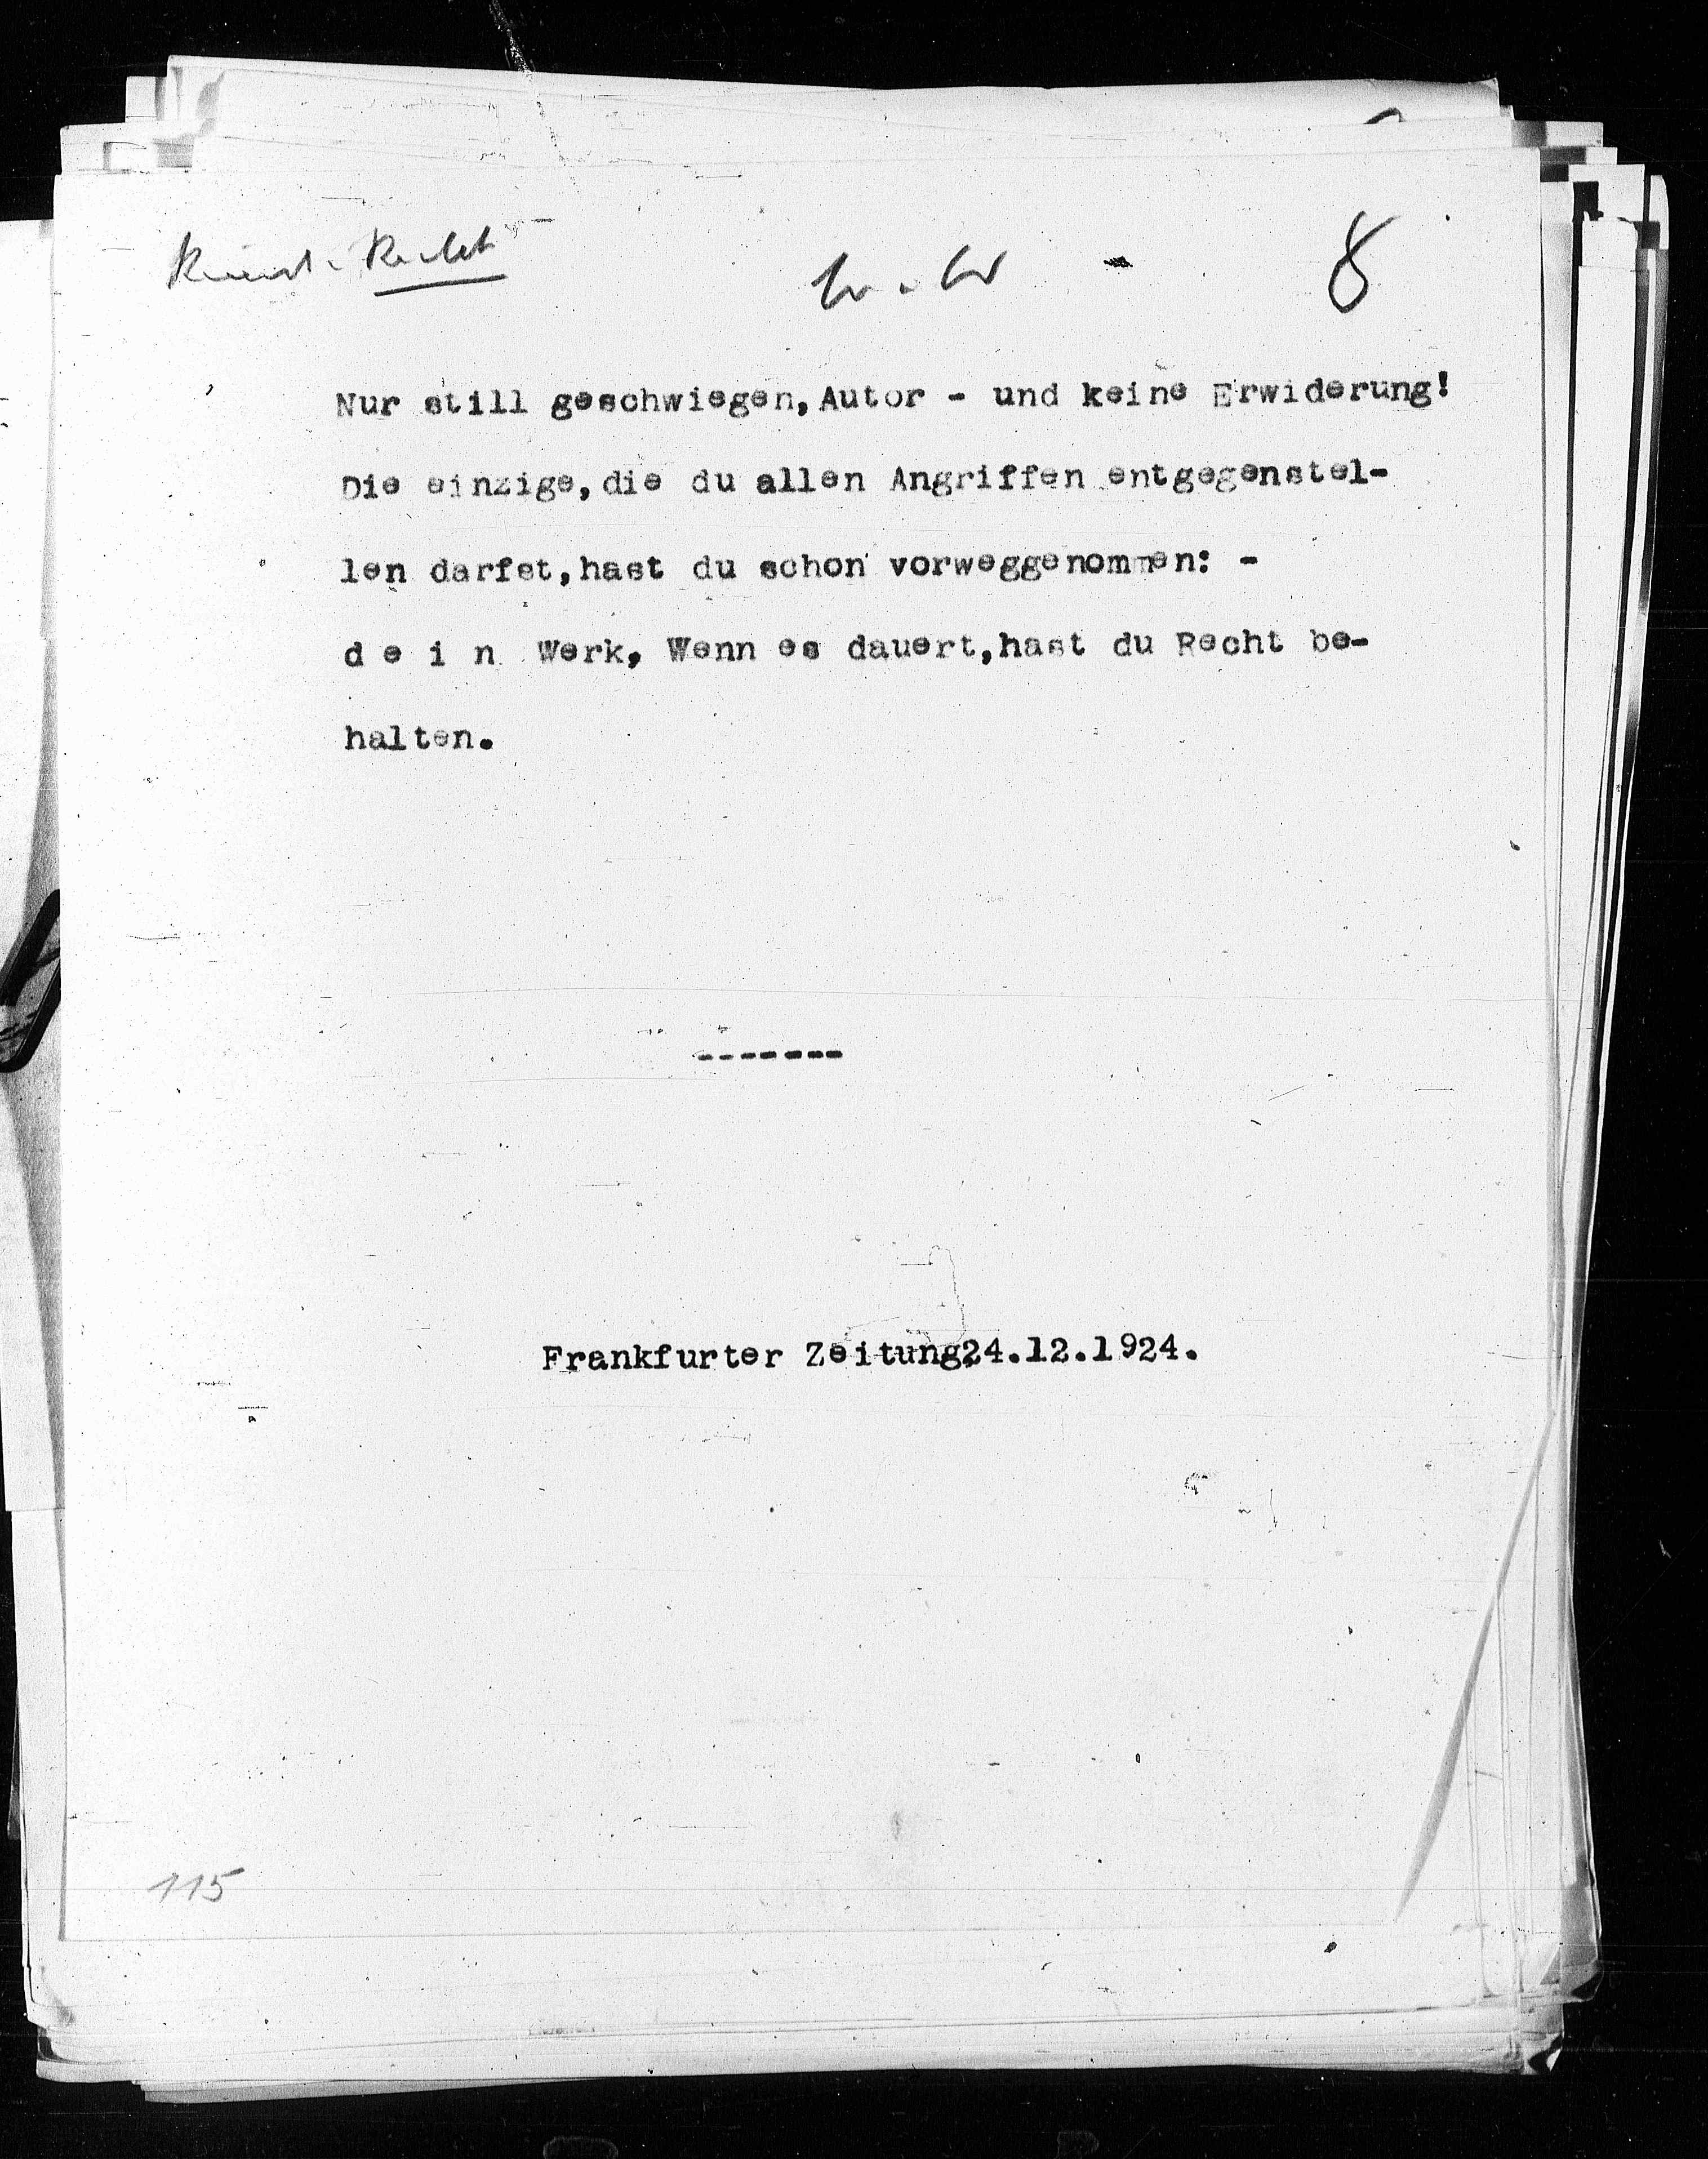 8
Nur still geschwiegen, Autor - und keine Erwiderung!
Die einzige, die du allen Angriffen entgegenstel-
len darfst, hast du schon vorweggenommen: -
d e i n Werk, Wenn es dauert, hast du Recht be-
halten.
-------
Frankfurter Zeitung24.12.1924.
115